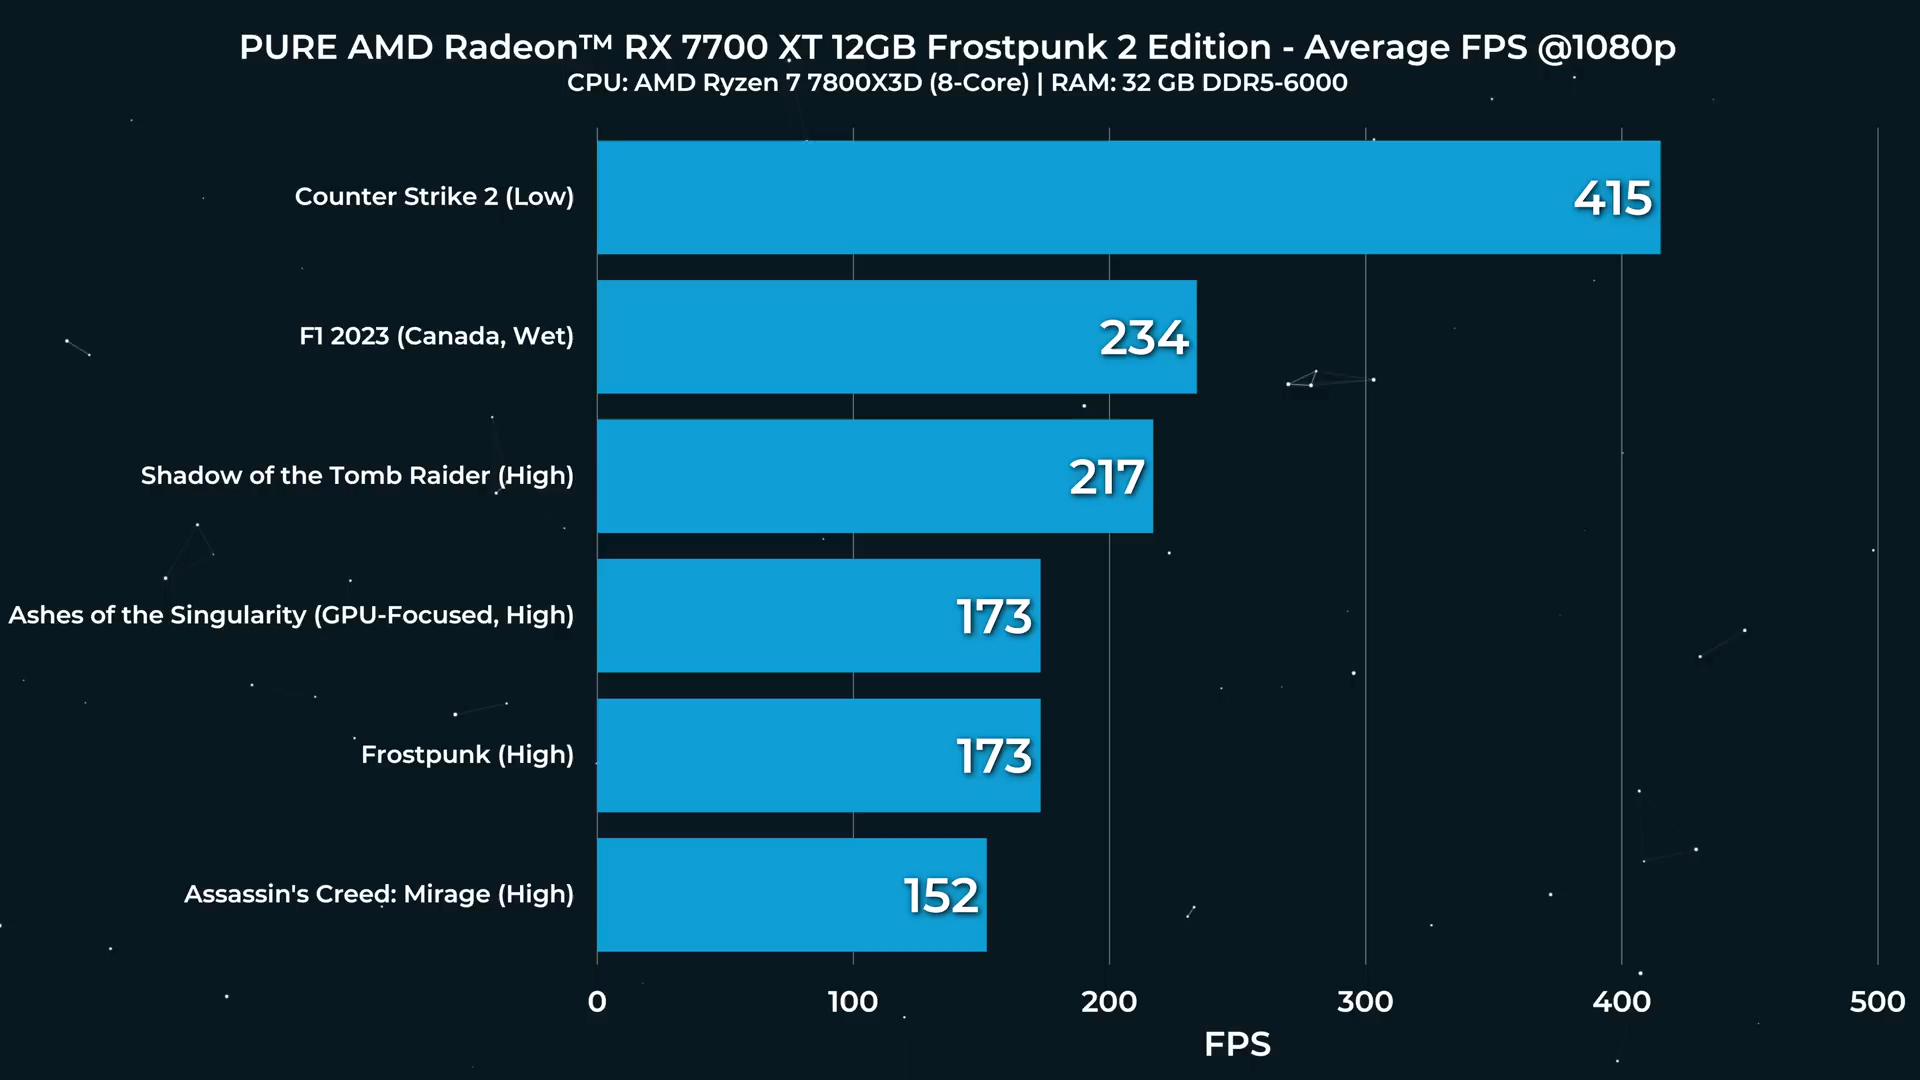 PURE AMD Radeon™ RX 7700 XT 12GB Frostpunk 2 Edition - Average FPS @1080p
CPU: AMD Ryzen 7 7800X3D (8-Core) | RAM: 32 GB DDR5-6000
Counter Strike 2 (Low) 415
F1 2023 (Canada, Wet) 234
Shadow of the Tomb Raider (High) 217
Ashes of the Singularity (GPU-Focused, High) 173
Frostpunk (High) 173
Assassin's Creed: Mirage (High) 152
0 100 200 300 400 500
FPS